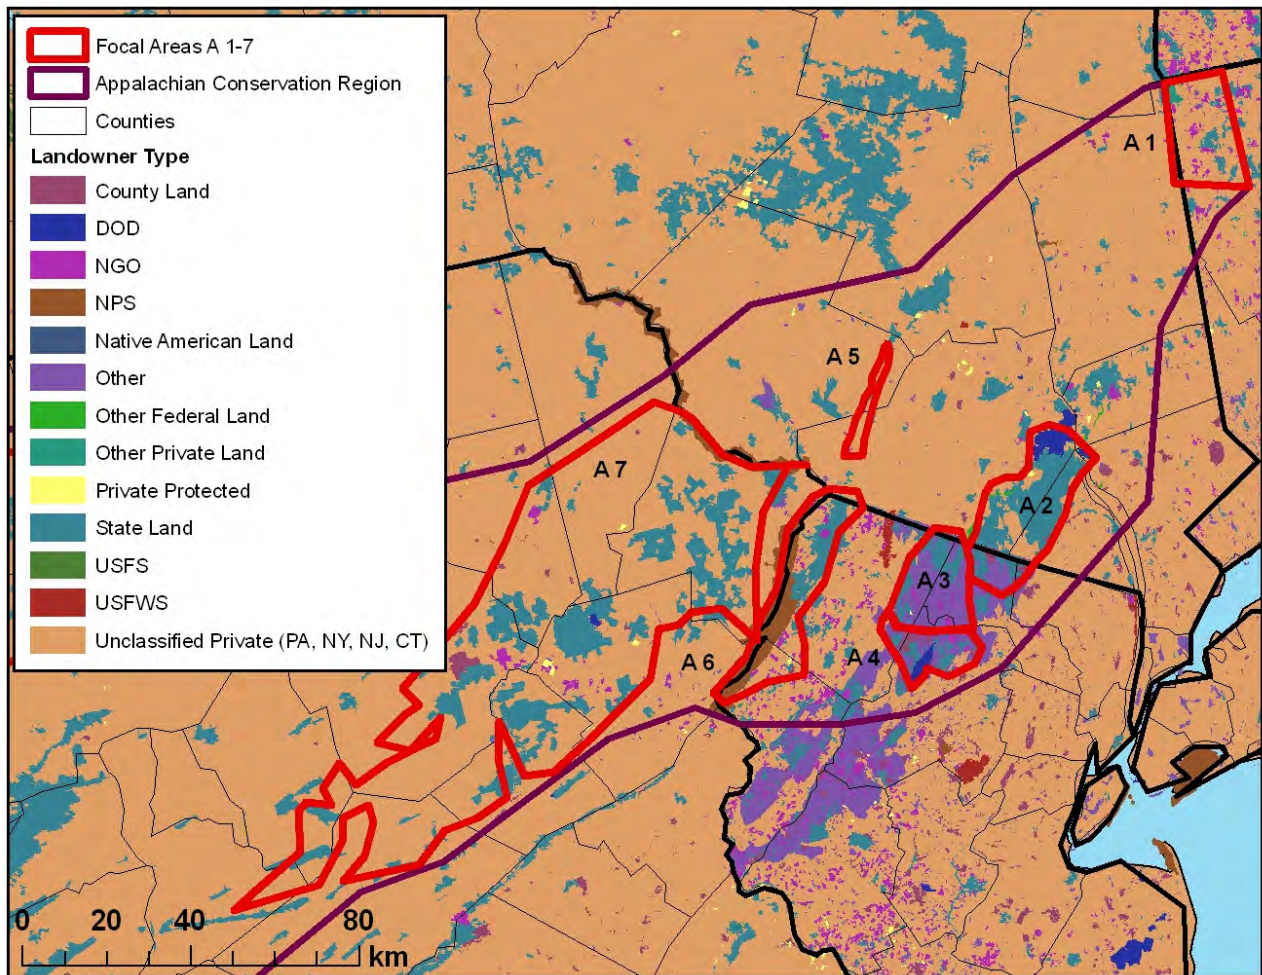 Focal Areas A 1-7
Appalachian Conservation Region
Counties
Landowner Type
County Land
DOD
NGO
NPS
Native American Land
Other
Other Federal Land
Other Private Land
Private Protected
State Land
USFS
USFWS
Unclassified Private (PA, NY, NJ, CT)
A 1
A 5
A 7
A 2
A 3
A 4
A 6
0 20 40 80
km